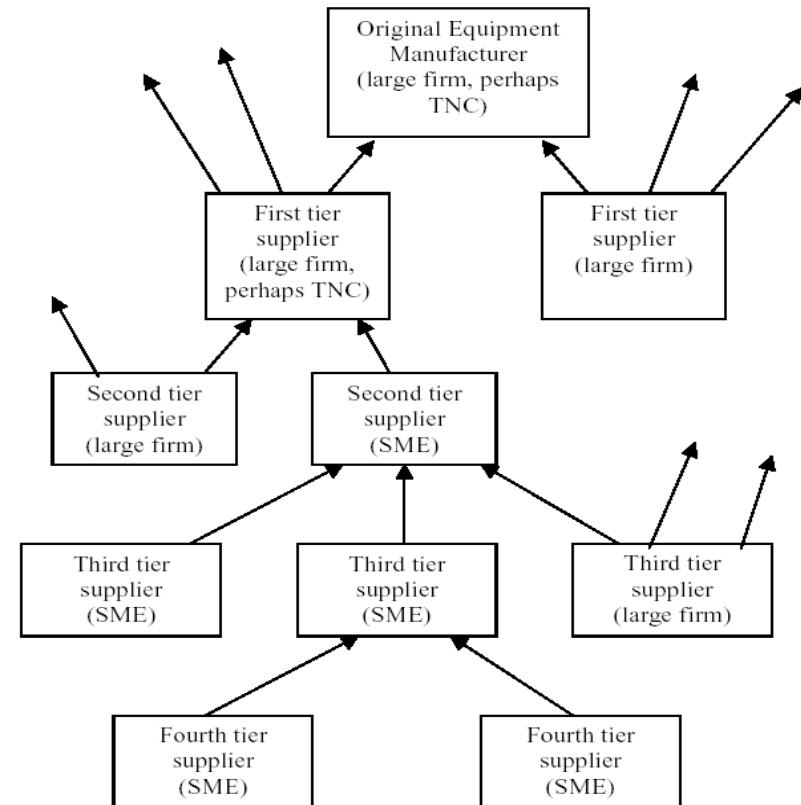 Original Equipment
Manufacturer
(large firm, perhaps
TNC)
First tier
supplier
(large firm,
perhaps TNC)
First tier
supplier
(large firm)
Second tier
supplier
(large firm)
Second tier
supplier
(SME)
Third tier
supplier
(SME)
Third tier
supplier
(SME)
Third tier
supplier
(large firm)
Fourth tier
supplier
(SME)
Fourth tier
supplier
(SME)